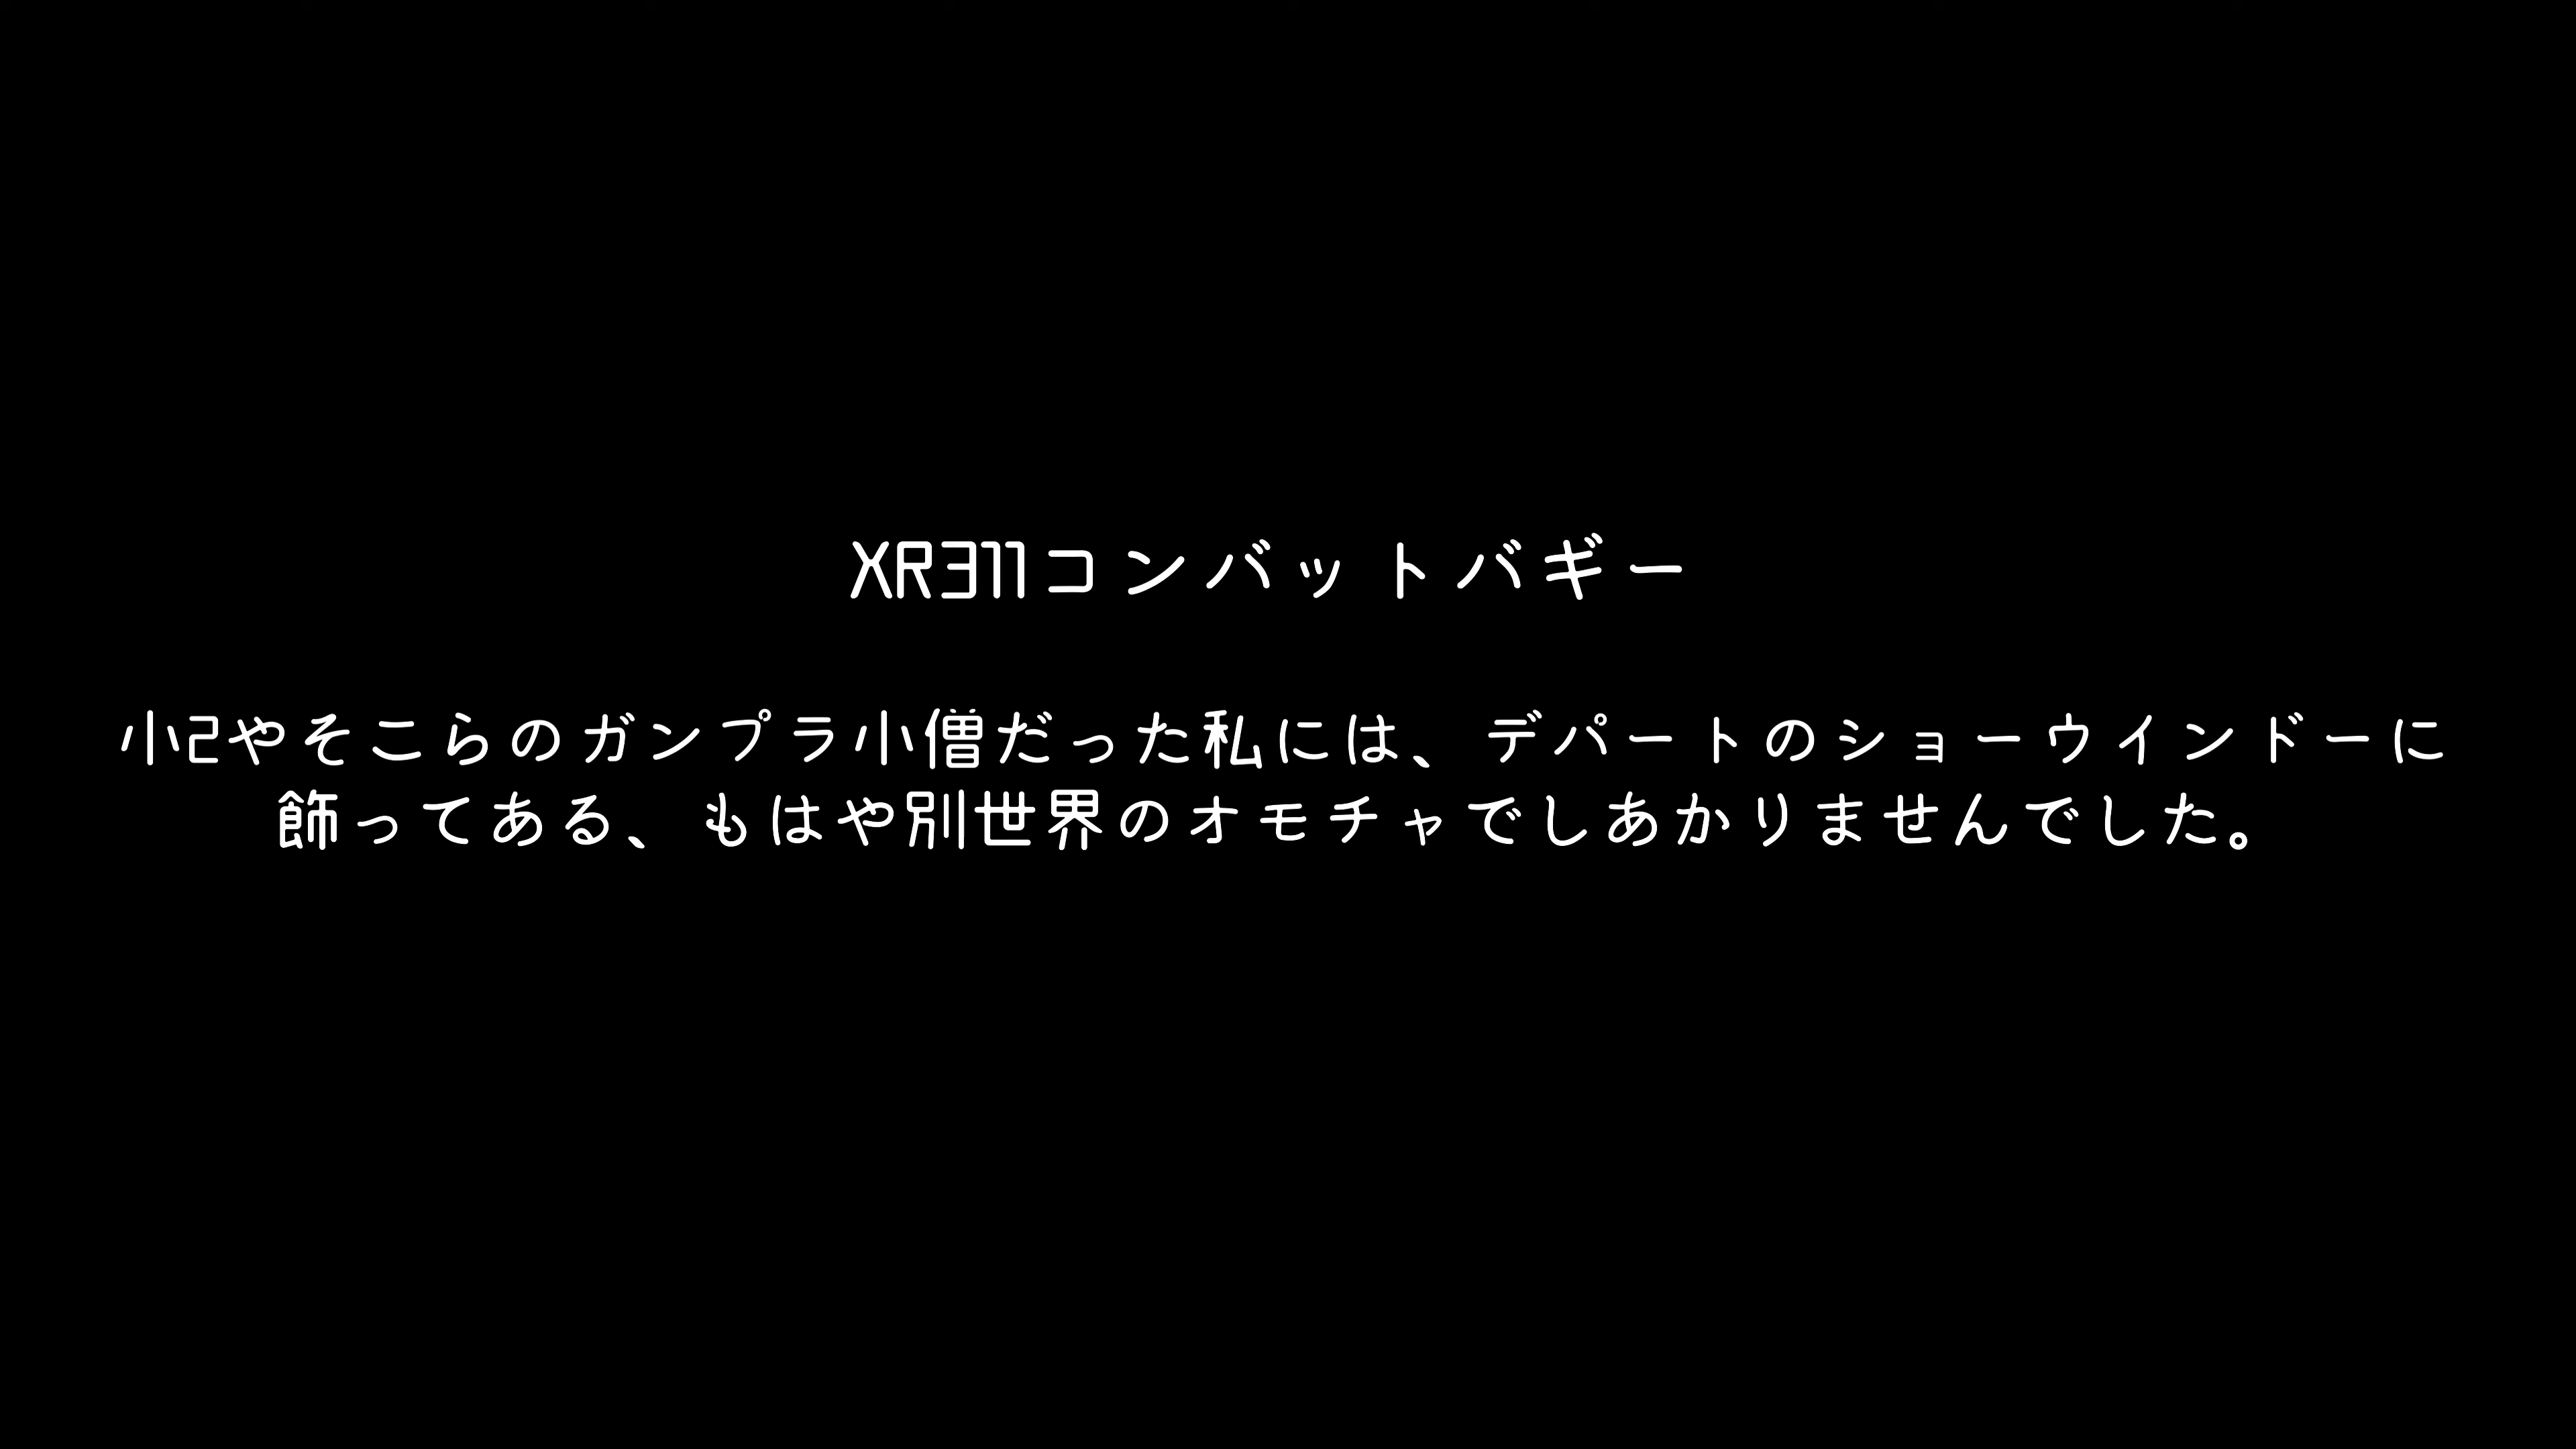 XR311コンバットバギー
小2やそこらのガンプラ小僧だった私には、デパートのショーウインドーに
飾ってある、もはや別世界のオモチャでしあかりませんでした。